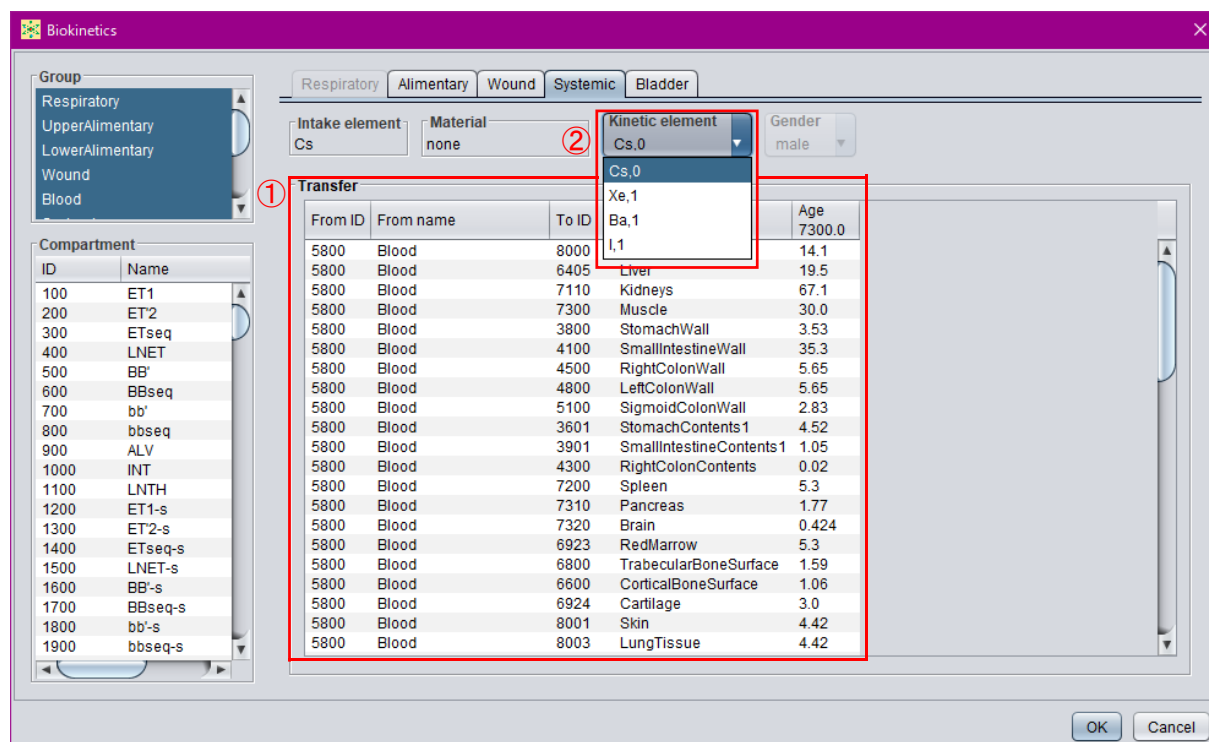 Biokinetics
Group
Respiratory
UpperAlimentary
LowerAlimentary
Wound
Blood
Compartment
ID Name
100 ET1
200 ET'2
300 ETseq
400 LNET
500 BB'
600 BBseq
700 bb'
800 bbseq
900 ALV
1000 INT
1100 LNTH
1200 ET1-s
1300 ET'2-s
1400 ETseq-s
1500 LNET-s
1600 BB'-s
1700 BBseq-s
1800 bb'-s
1900 bbseq-s
Respiratory Alimentary Wound Systemic Bladder
Intake element
Cs
Material
none
②
Kinetic element
Cs,0
Cs,0
Xe,1
Ba,1
I,1
Gender
male
①
Transfer
From ID From name To ID Age 7300.0
5800 Blood 8000 14.1
5800 Blood 6405 Liver 19.5
5800 Blood 7110 Kidneys 67.1
5800 Blood 7300 Muscle 30.0
5800 Blood 3800 StomachWall 3.53
5800 Blood 4100 SmallIntestineWall 35.3
5800 Blood 4500 RightColonWall 5.65
5800 Blood 4800 LeftColonWall 5.65
5800 Blood 5100 SigmoidColonWall 2.83
5800 Blood 3601 StomachContents1 4.52
5800 Blood 3901 SmallIntestineContents1 1.05
5800 Blood 4300 RightColonContents 0.02
5800 Blood 7200 Spleen 5.3
5800 Blood 7310 Pancreas 1.77
5800 Blood 7320 Brain 0.424
5800 Blood 6923 RedMarrow 5.3
5800 Blood 6800 TrabecularBoneSurface 1.59
5800 Blood 6600 CorticalBoneSurface 1.06
5800 Blood 6924 Cartilage 3.0
5800 Blood 8001 Skin 4.42
5800 Blood 8003 LungTissue 4.42
OK Cancel